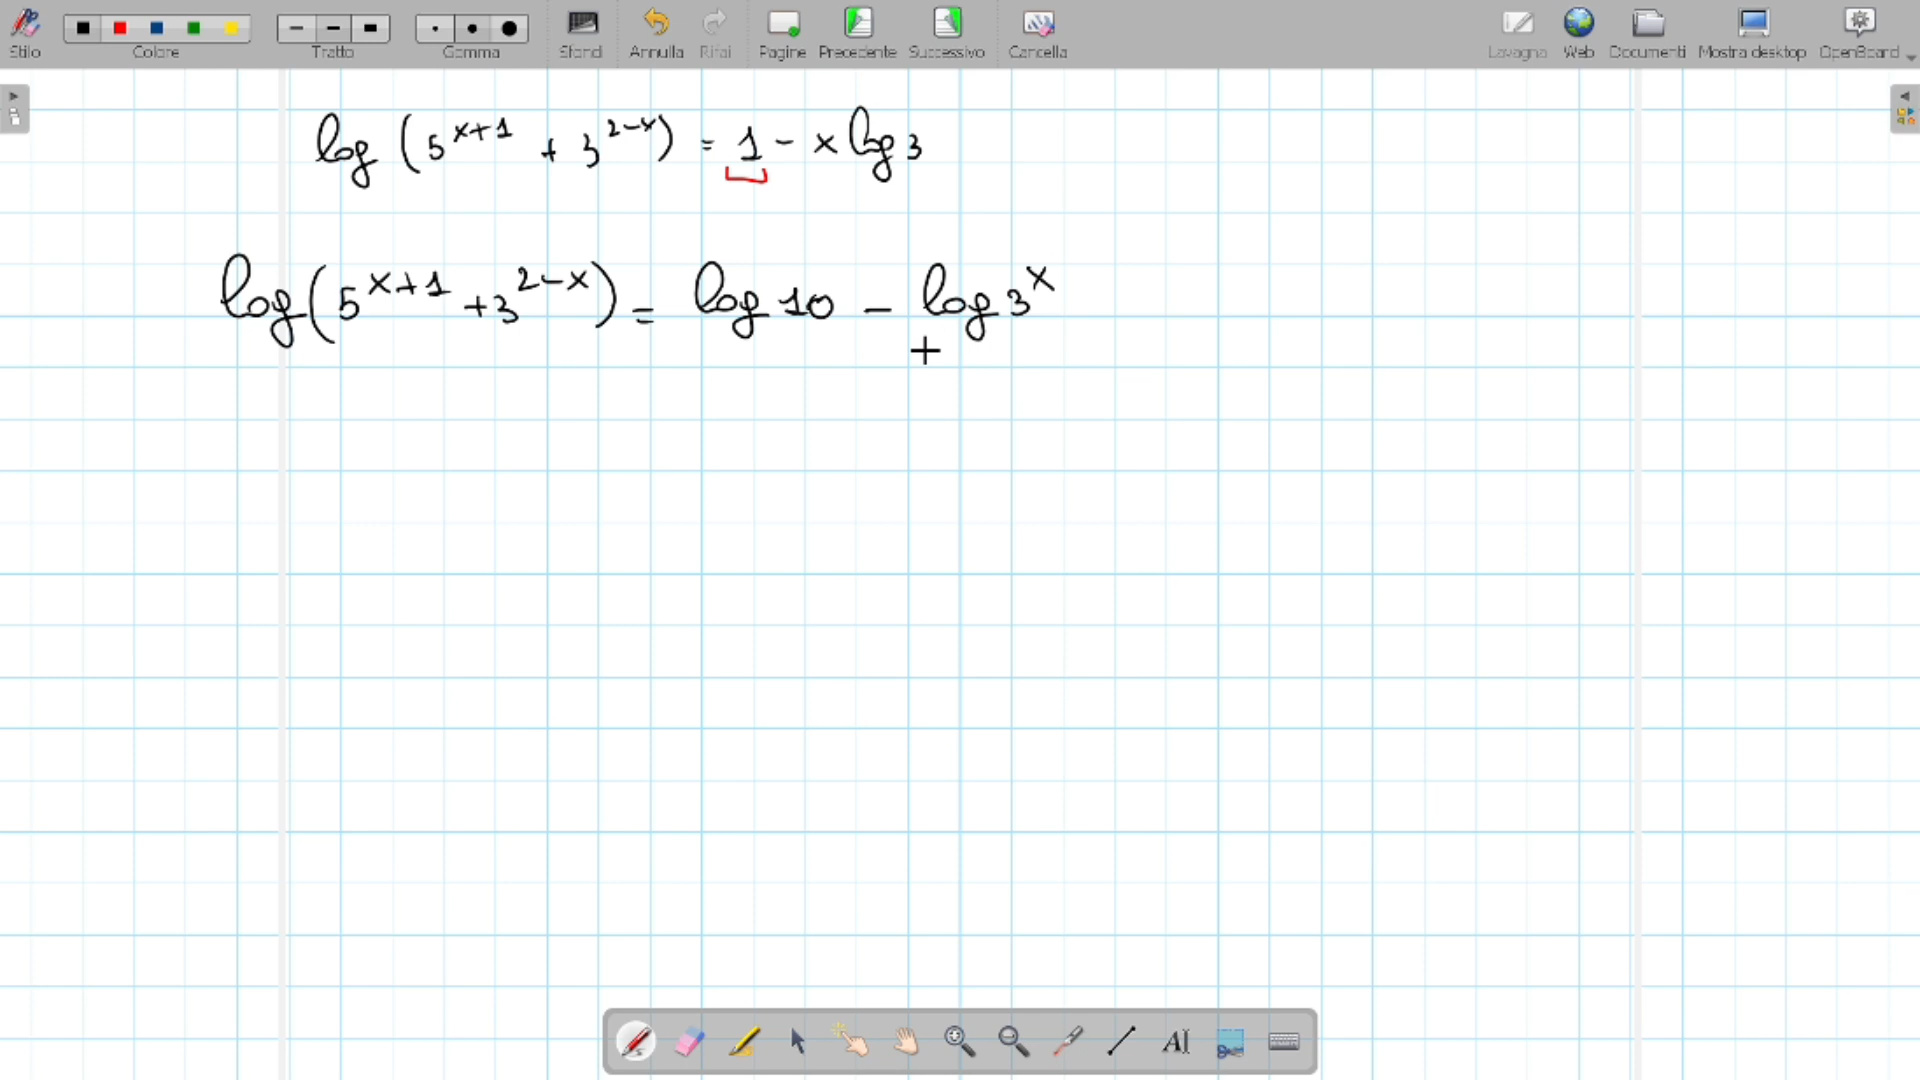 Stilo Colore Tratto Gomma Sfondi Annulla Rifai Pagine Precedente Successivo Cancella Lavagna Web Documenti Mostra desktop OpenBoard
log (5^{x+1} + 3^{2-x}) = 1 - x log 3
log (5^{x+1} + 3^{2-x}) = log 10 - log 3^x
+
AI